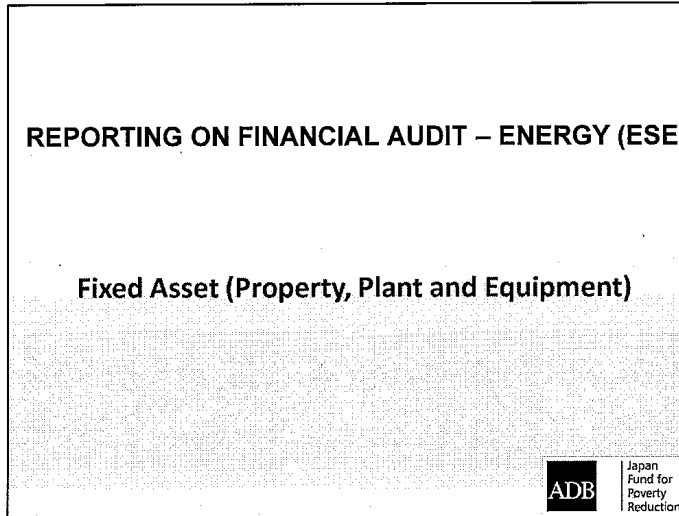 REPORTING ON FINANCIAL AUDIT – ENERGY (ESE
Fixed Asset (Property, Plant and Equipment)
ADB
Japan
Fund for
Poverty
Reduction